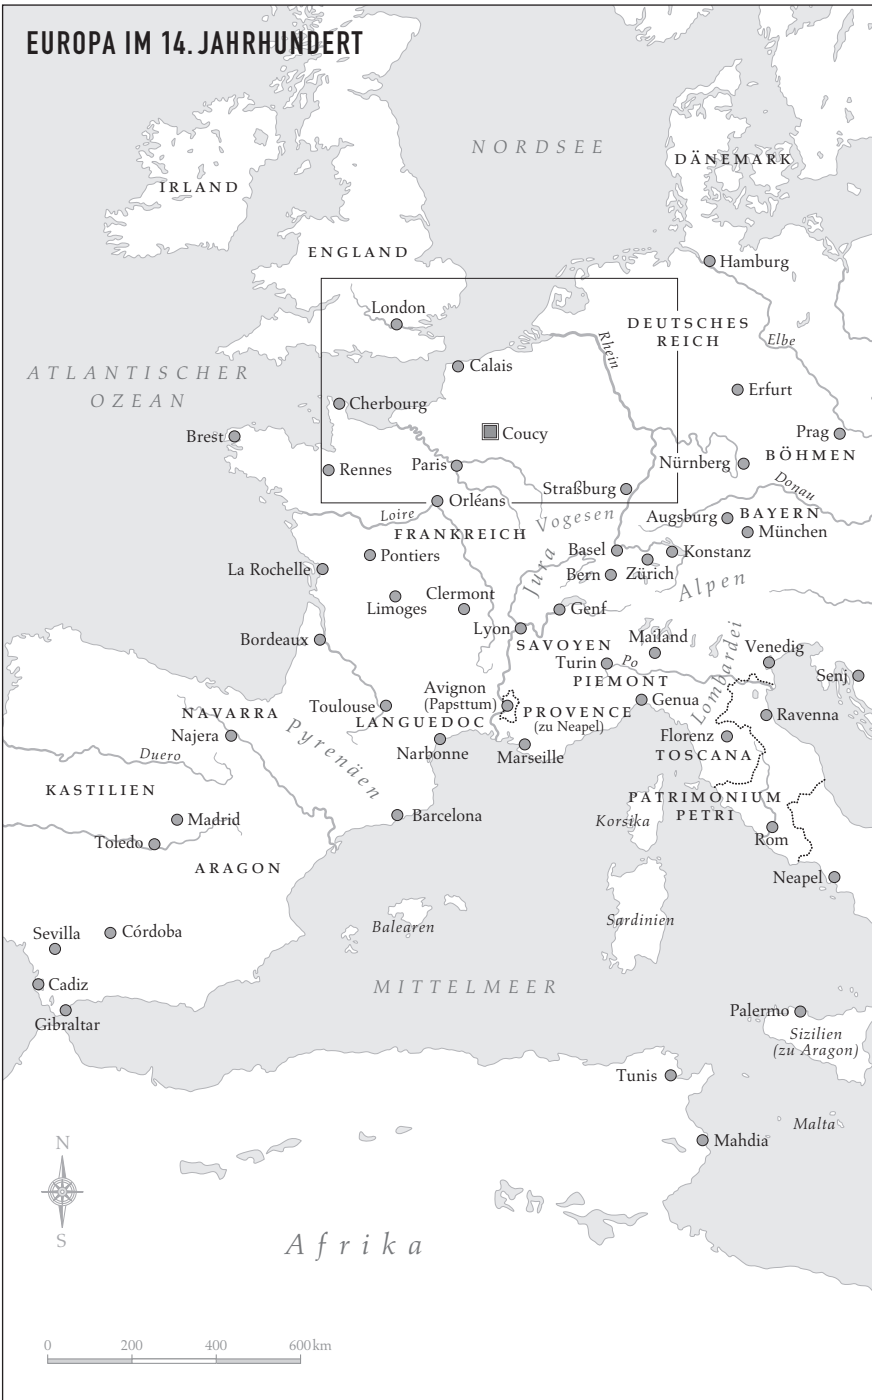 EUROPA IM 14. JAHRHUNDERT
NORDSEE
DÄNEMARK
IRLAND
ENGLAND
Hamburg
London
DEUTSCHES
REICH
Rhein
Elbe
ATLANTISCHER
OZEAN
Calais
Erfurt
Cherbourg
Brest
Coucy
Prag
BÖHMEN
Rennes
Paris
Nürnberg
Straßburg
Donau
Orléans
Loire
Vogesen
Augsburg
BAYERN
München
FRANKREICH
Pontiers
Basel
Konstanz
La Rochelle
Jura
Bern
Zürich
Alpen
Limoges
Clermont
Genf
Lyon
Bordeaux
SAVOYEN
Mailand
Venedig
Turin
Po
Lombardei
Senj
PIEMONT
Avignon
(Papsttum)
Toulouse
LANGUEDOC
PROVENCE
(zu Neapel)
Genua
Ravenna
NAVARRA
Najera
Pyrenäen
Narbonne
Marseille
Florenz
TOSCANA
Duero
KASTILIEN
Madrid
Barcelona
Korsika
PATRIMONIUM
PETRI
Rom
Toledo
ARAGON
Neapel
Balearen
Sardinien
Sevilla
Córdoba
Cadiz
MITTELMEER
Gibraltar
Palermo
Sizilien
(zu Aragon)
Tunis
Malta
Mahdia
N
S
Afrika
0 200 400 600 km